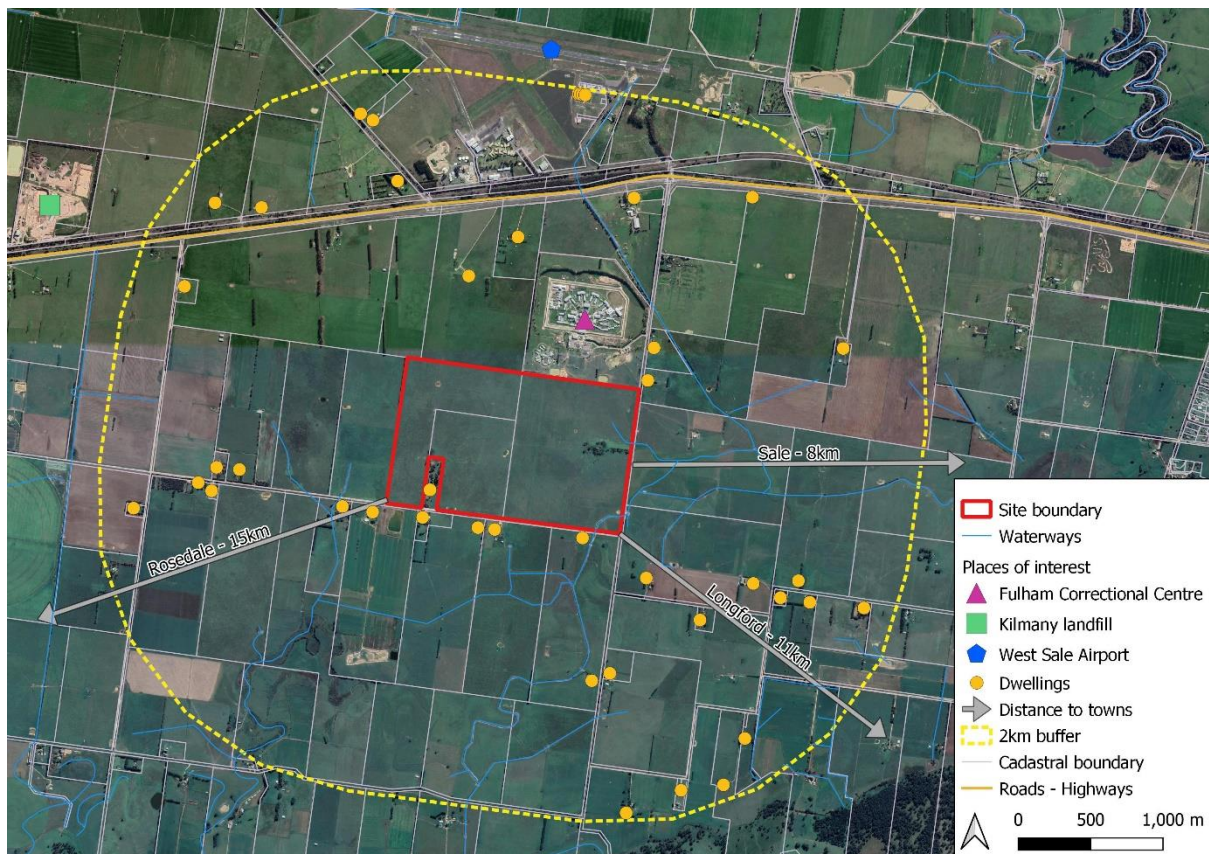 Sale - 8km
Rosedale - 15km
Longford - 11km
Site boundary
Waterways
Places of interest
Fulham Correctional Centre
Kilmany landfill
West Sale Airport
Dwellings
Distance to towns
2km buffer
Cadastral boundary
Roads - Highways
0 500 1,000 m